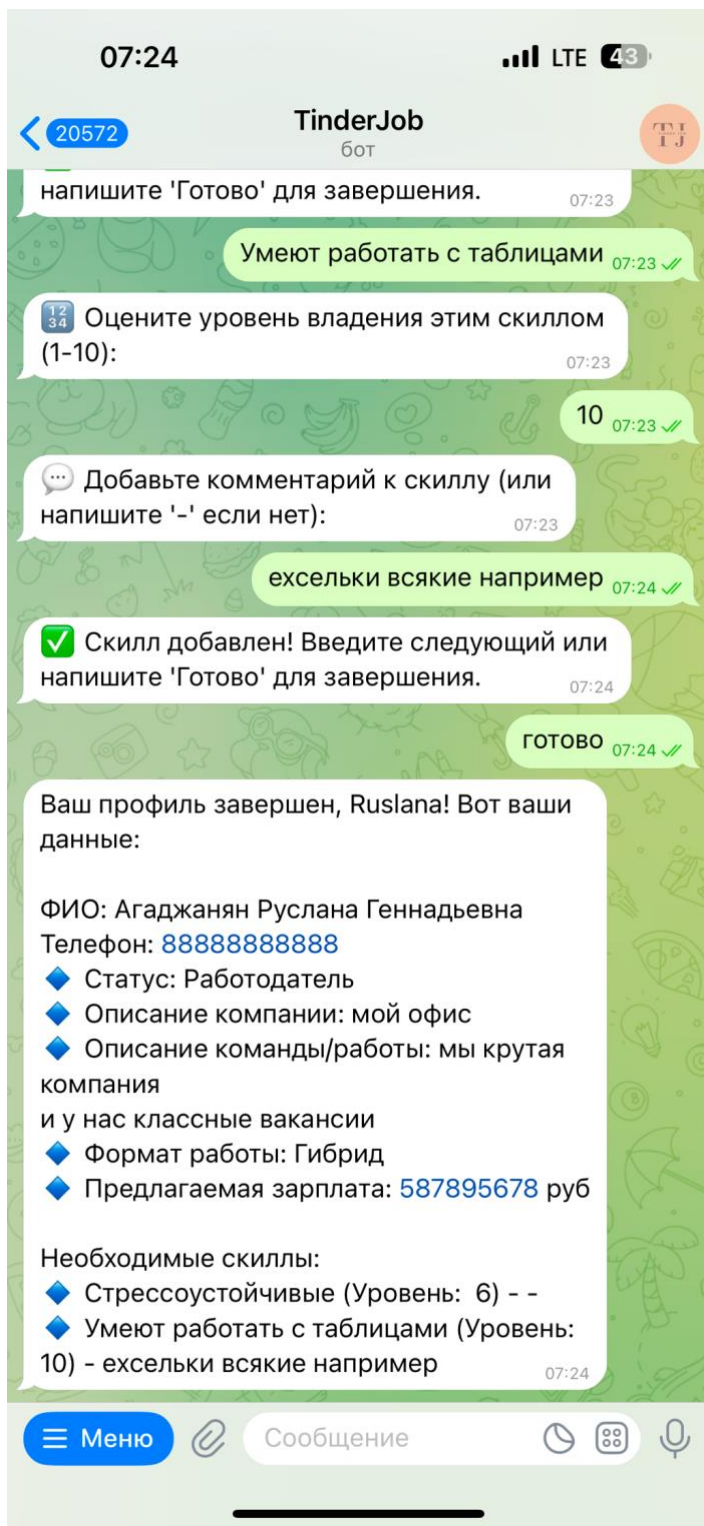 07:24
LTE 43
20572
TinderJob
бот
TJ
напишите 'Готово' для завершения.
07:23
Умеют работать с таблицами 07:23
1234 Оцените уровень владения этим скиллом
(1-10):
07:23
10 07:23
Добавьте комментарий к скиллу (или
напишите '-' если нет):
07:23
ехсельки всякие например 07:24
Скилл добавлен! Введите следующий или
напишите 'Готово' для завершения.
07:24
готово 07:24
Ваш профиль завершен, Ruslana! Вот ваши
данные:
ФИО: Агаджанян Руслана Геннадьевна
Телефон: 88888888888
Статус: Работодатель
Описание компании: мой офис
Описание команды/работы: мы крутая
компания
и у нас классные вакансии
Формат работы: Гибрид
Предлагаемая зарплата: 587895678 руб
Необходимые скиллы:
Стрессоустойчивые (Уровень:  6) - -
Умеют работать с таблицами (Уровень:
10) - ехсельки всякие например
07:24
Меню
Сообщение